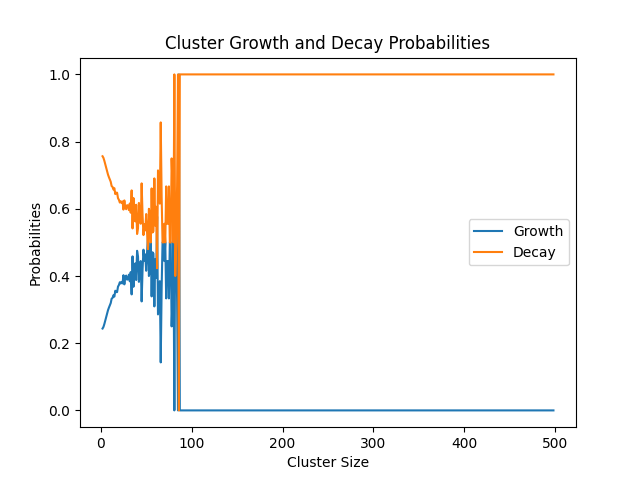 Cluster Growth and Decay Probabilities
1.0
0.8
0.6
0.4
0.2
0.0
Probabilities
Growth
Decay
0 100 200 300 400 500
Cluster Size